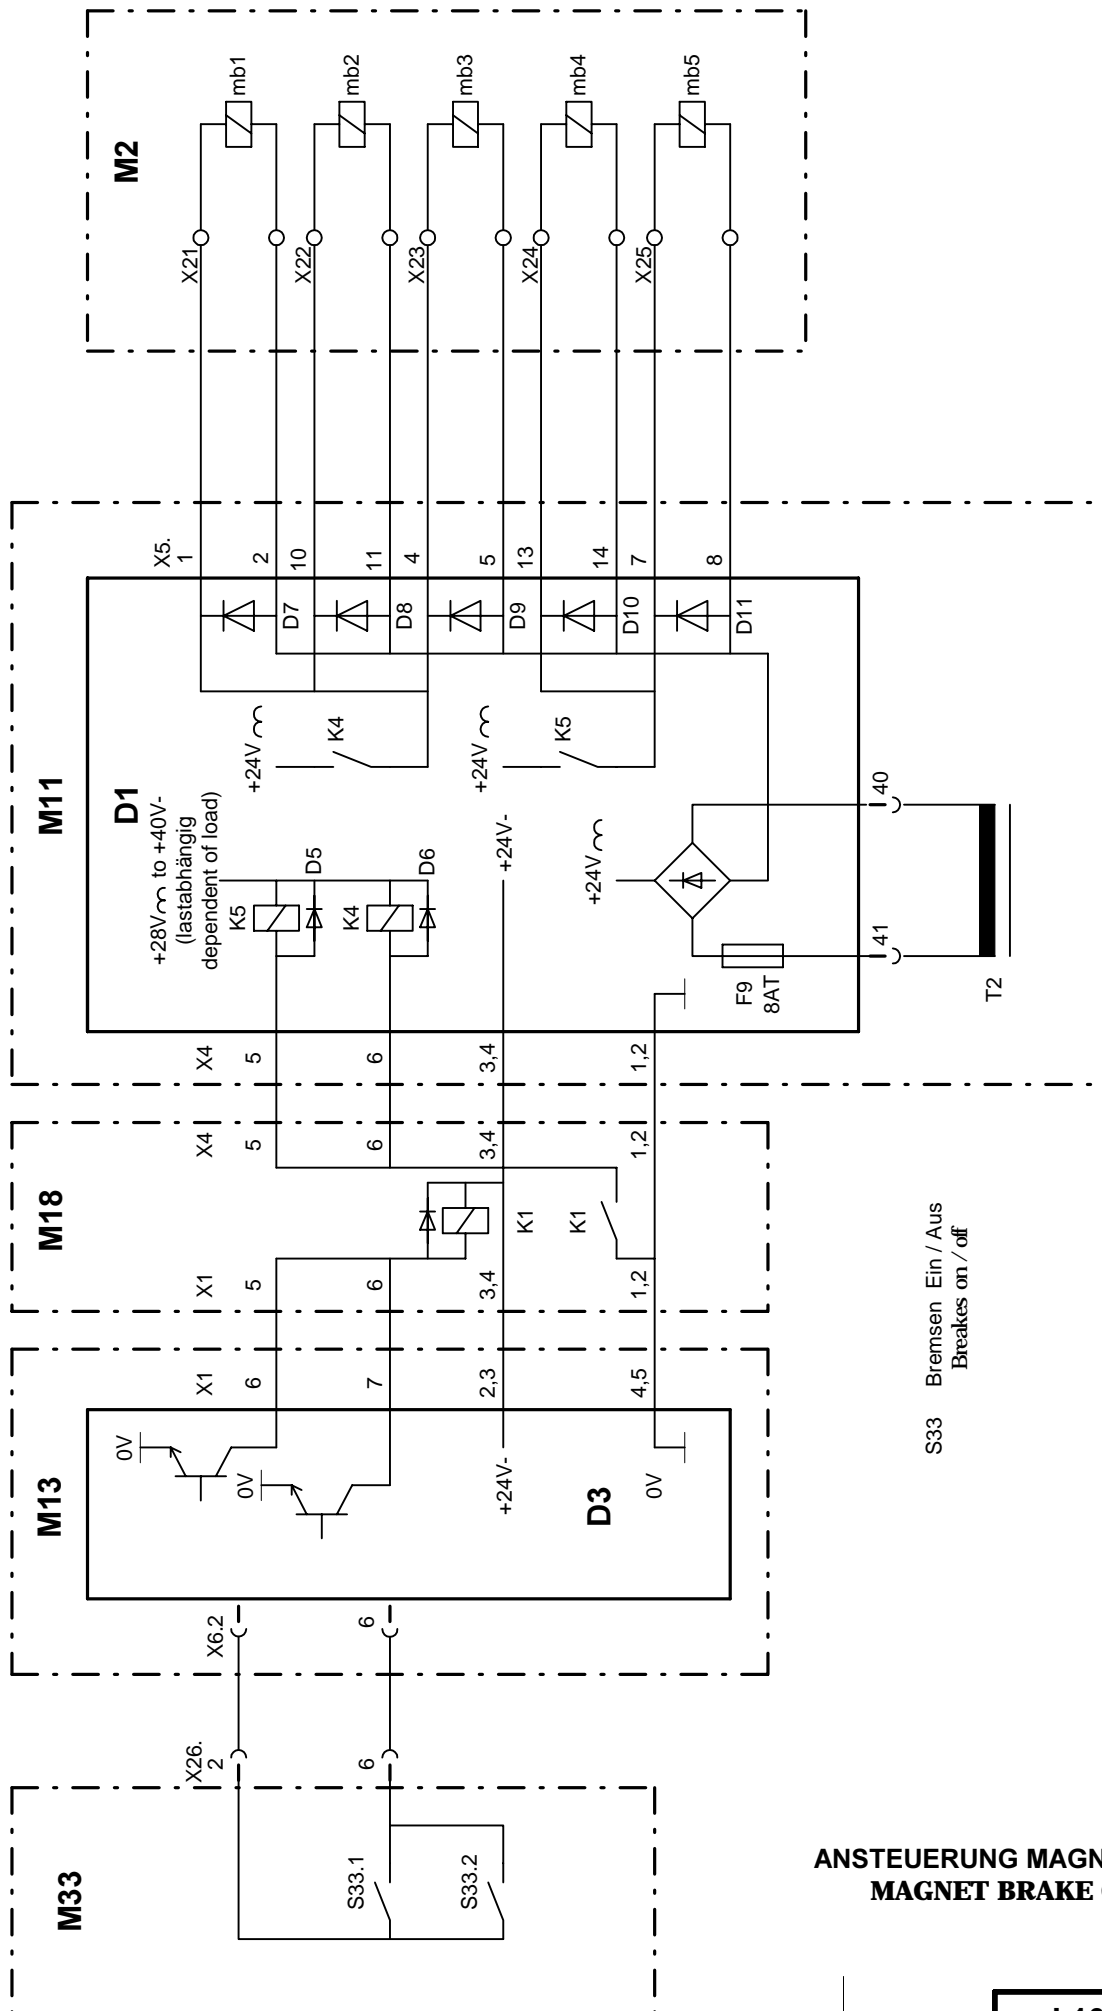 M2
mb1
mb2
mb3
mb4
mb5
X21
X22
X23
X24
X25
M11
X5.
1
2
10
11
4
5
13
14
7
8
D1
D7
D8
D9
D10
D11
+28V to +40V-
(lastabhängig
dependent of load)
+24V
K4
+24V
K5
K5
D5
K4
D6
+24V-
+24V
F9
8AT
40
41
T2
X4
5
6
3,4
1,2
M18
X4
5
6
3,4
1,2
K1
K1
X1
5
6
3,4
1,2
M13
X1
6
7
2,3
4,5
0V
0V
+24V-
D3
0V
X6.2
6
X26.
2
6
M33
S33.1
S33.2
S33 Bremsen Ein / Aus
Breakes on / off
ANSTEUERUNG MAGN
MAGNET BRAKE